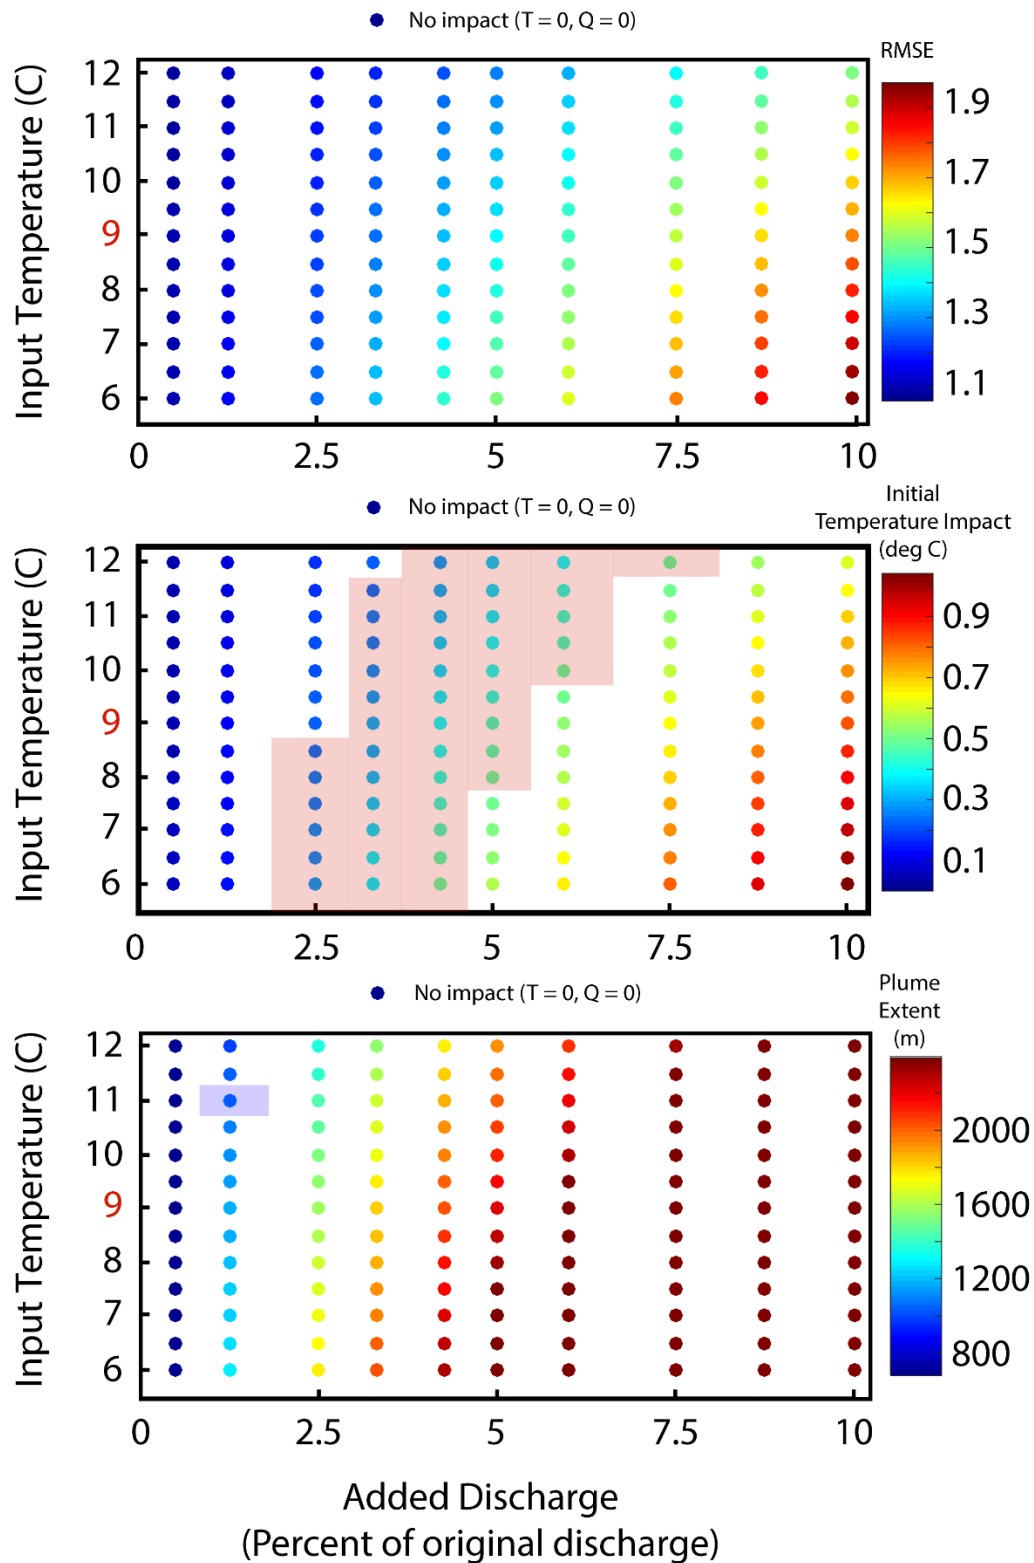 No impact (T = 0, Q = 0)
RMSE
Input Temperature (C)
12
11
10
9
8
7
6
0 2.5 5 7.5 10
1.9
1.7
1.5
1.3
1.1
No impact (T = 0, Q = 0)
Initial
Temperature Impact
(deg C)
Input Temperature (C)
12
11
10
9
8
7
6
0 2.5 5 7.5 10
0.9
0.7
0.5
0.3
0.1
No impact (T = 0, Q = 0)
Plume
Extent
(m)
Input Temperature (C)
12
11
10
9
8
7
6
0 2.5 5 7.5 10
2000
1600
1200
800
Added Discharge
(Percent of original discharge)